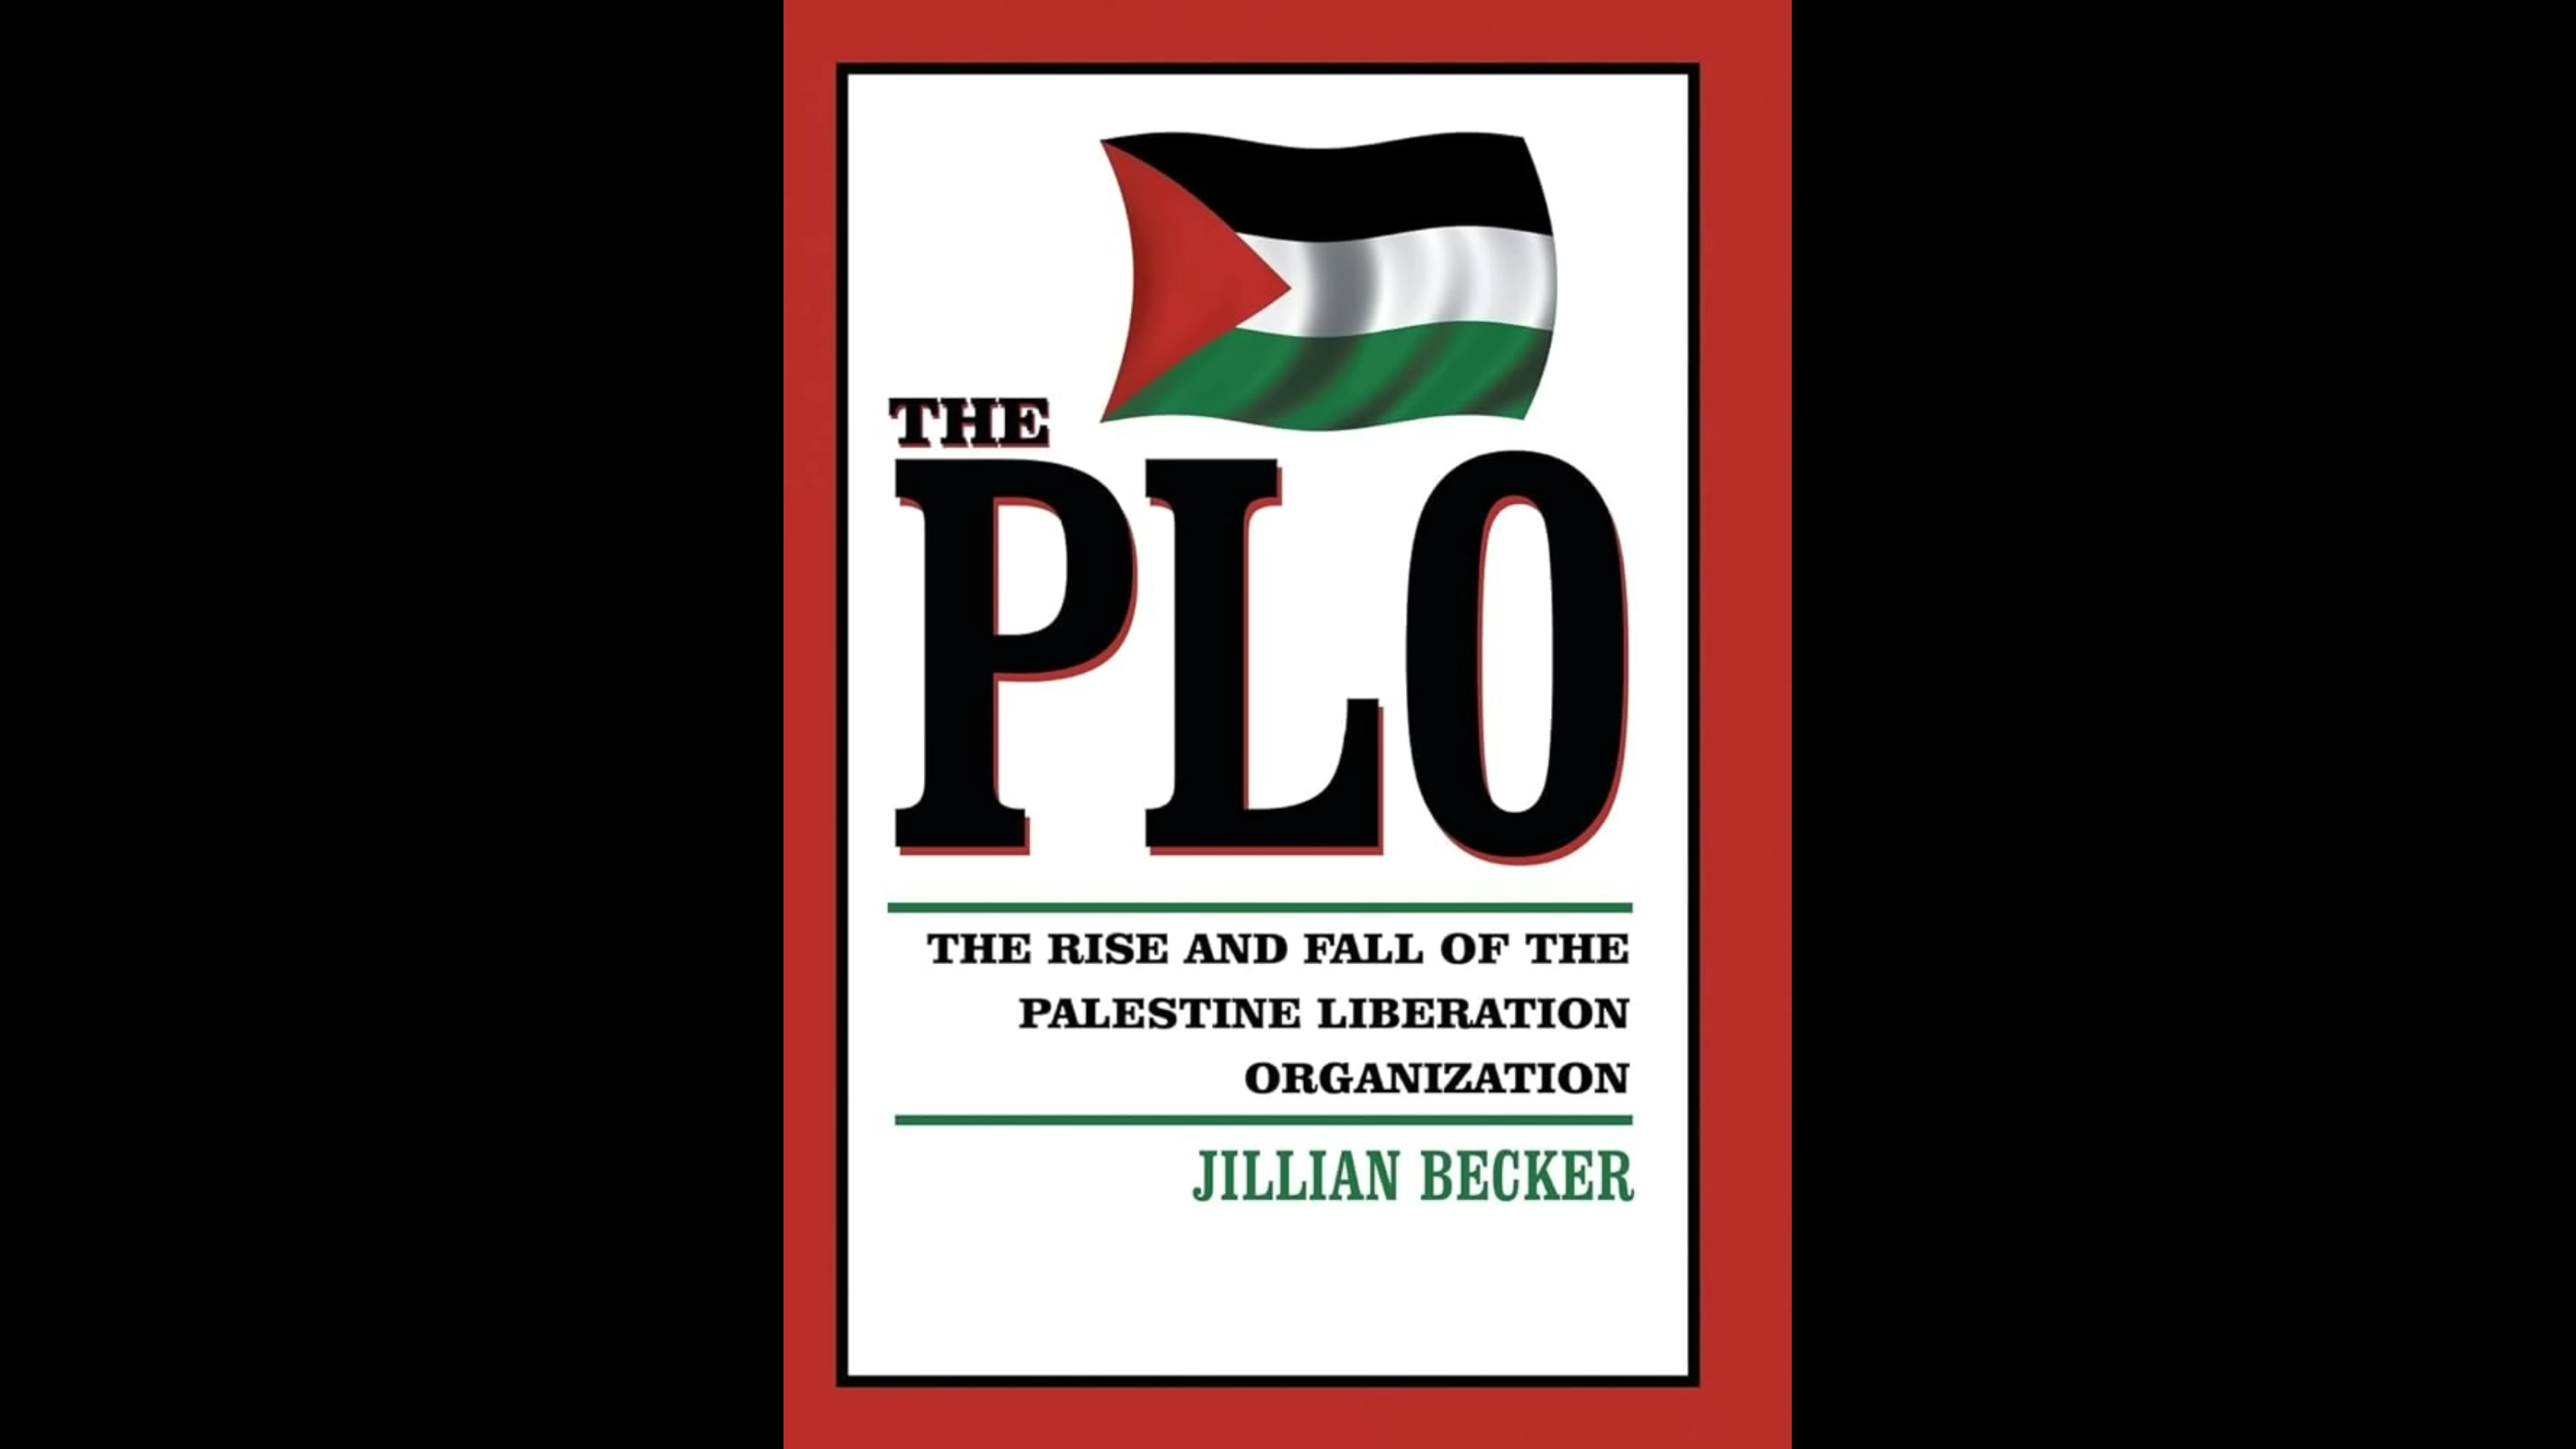 THE
PLO
THE RISE AND FALL OF THE
PALESTINE LIBERATION
ORGANIZATION
JILLIAN BECKER